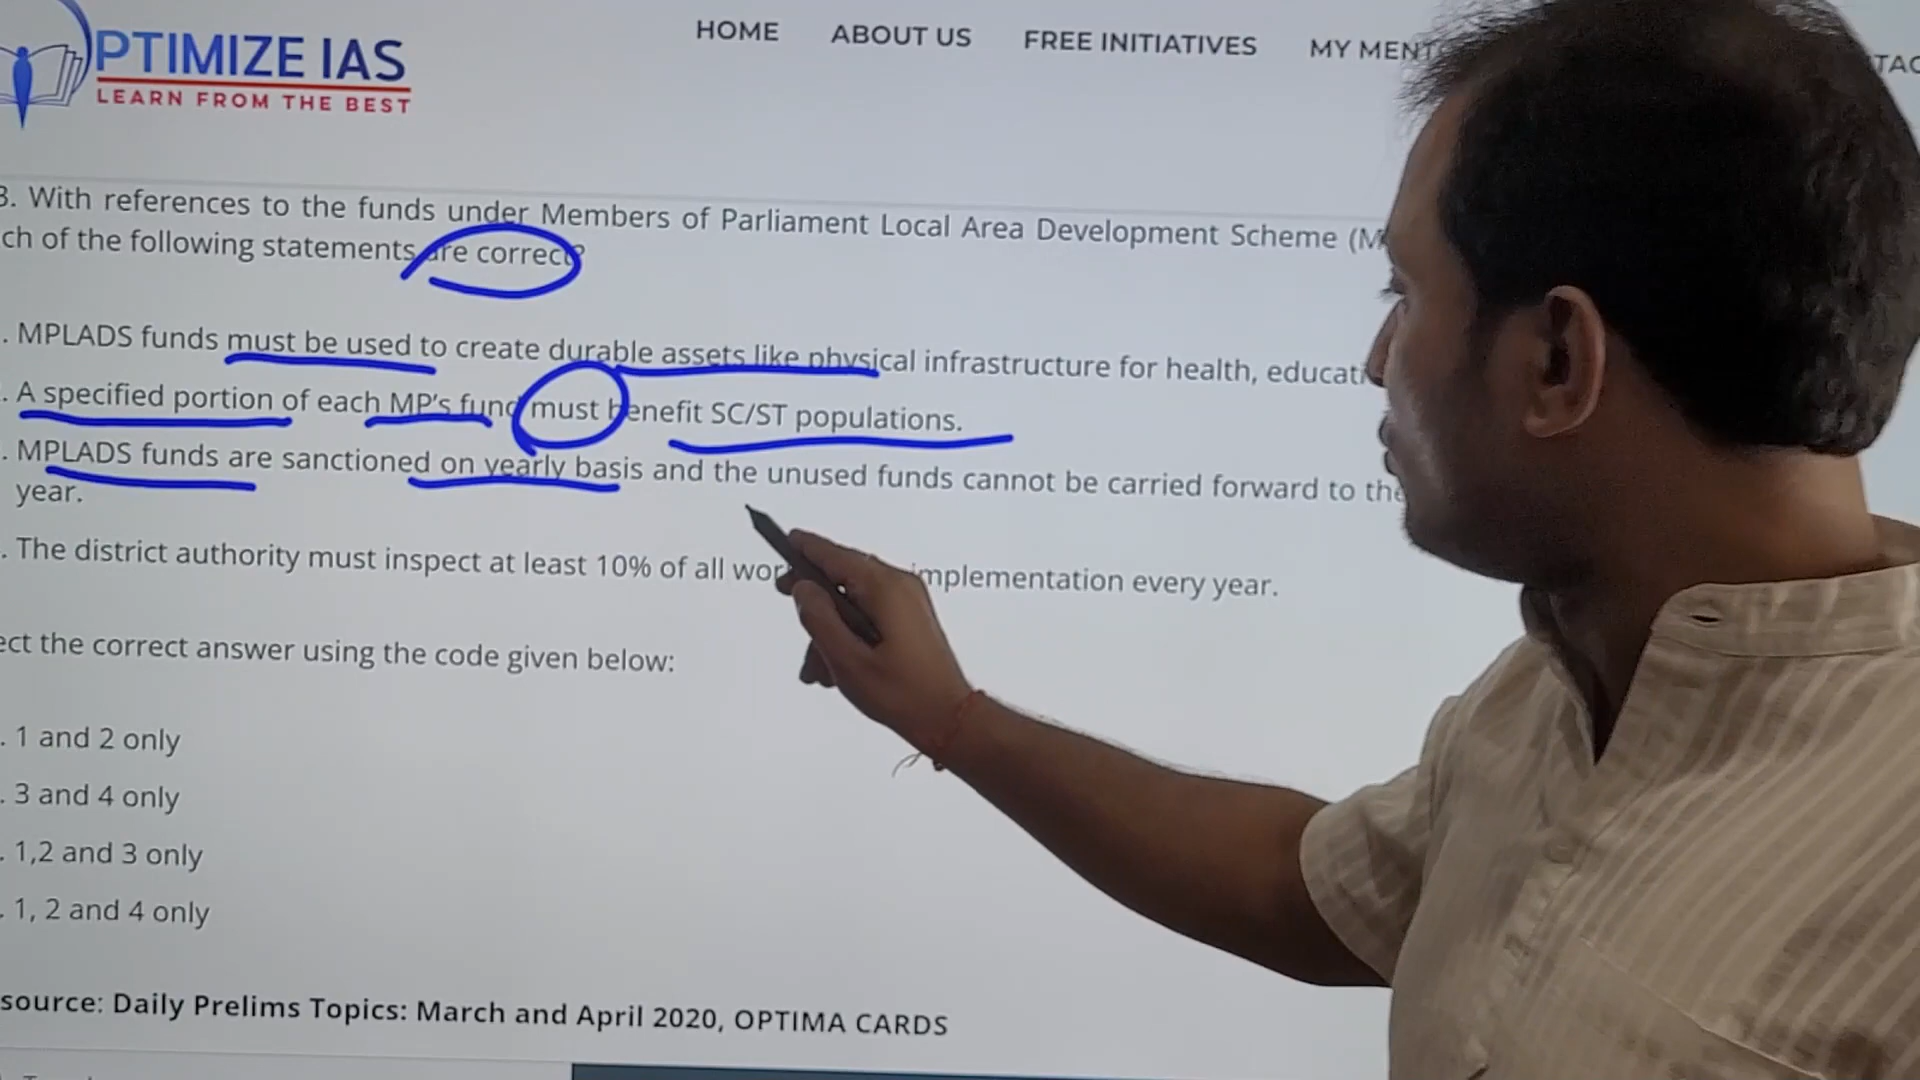 PTIMIZE IAS
LEARN FROM THE BEST
HOME ABOUT US FREE INITIATIVES MY MENT TAC
3. With references to the funds under Members of Parliament Local Area Development Scheme (M
ch of the following statements are correct?
. MPLADS funds must be used to create durable assets like physical infrastructure for health, educati
. A specified portion of each MP's fund must benefit SC/ST populations.
. MPLADS funds are sanctioned on yearly basis and the unused funds cannot be carried forward to the
year.
. The district authority must inspect at least 10% of all wor implementation every year.
ect the correct answer using the code given below:
. 1 and 2 only
. 3 and 4 only
. 1,2 and 3 only
. 1, 2 and 4 only
source: Daily Prelims Topics: March and April 2020, OPTIMA CARDS